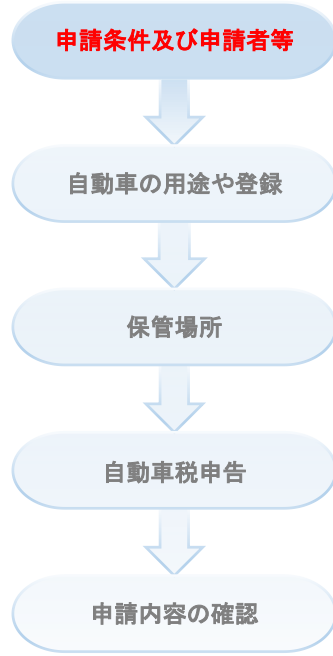 申請条件及び申請者等
自動車の用途や登録
保管場所
自動車税申告
申請内容の確認